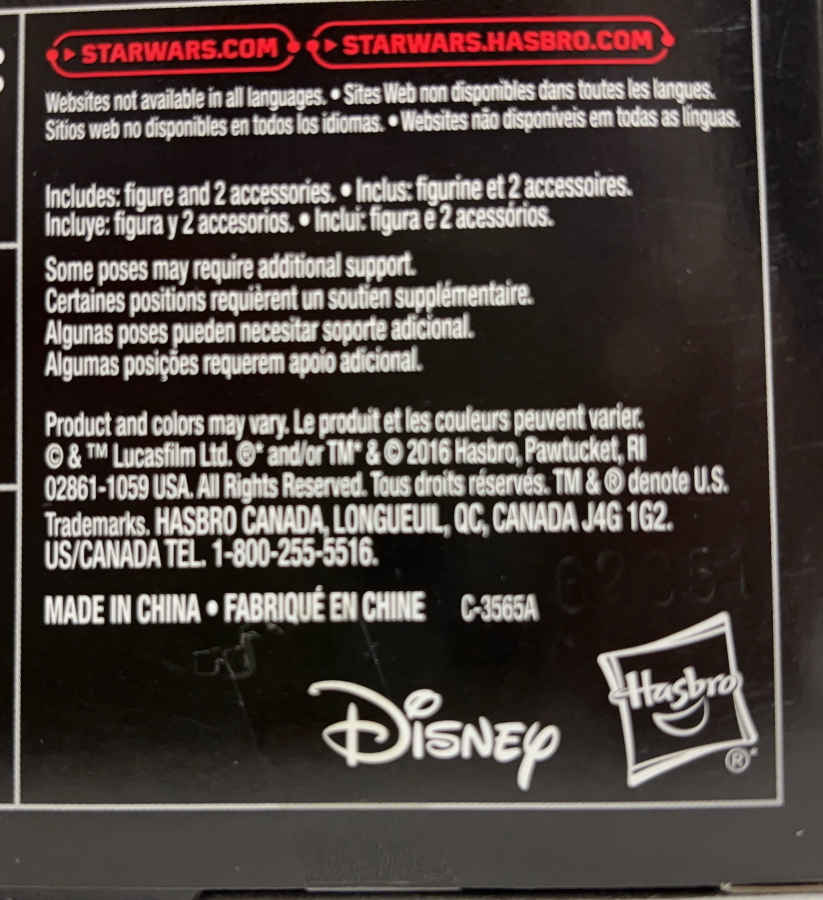 STARWARS.COM STARWARS.HASBRO.COM
Websites not available in all languages. • Sites Web non disponibles dans toutes les langues.
Sitios web no disponibles en todos los idiomas. • Websites não disponíveis em todas as línguas.
Includes: figure and 2 accessories. • Inclus: figurine et 2 accessoires.
Incluye: figura y 2 accesorios. • Inclui: figura e 2 acessórios.
Some poses may require additional support.
Certaines positions requièrent un soutien supplémentaire.
Algunas poses pueden necesitar soporte adicional.
Algumas posições requerem apoio adicional.
Product and colors may vary. Le produit et les couleurs peuvent varier.
© & ™ Lucasfilm Ltd. ®* and/or TM* & © 2016 Hasbro, Pawtucket, RI
02861-1059 USA. All Rights Reserved. Tous droits réservés. TM & ® denote U.S.
Trademarks. HASBRO CANADA, LONGUEUIL, QC, CANADA J4G 1G2.
US/CANADA TEL. 1-800-255-5516.
MADE IN CHINA • FABRIQUÉ EN CHINE C-3565A
Disney
Hasbro
®*